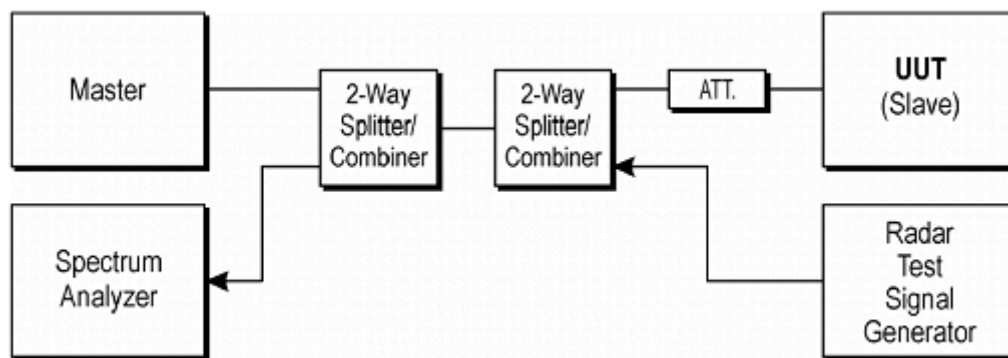 Master
2-Way
Splitter/
Combiner
2-Way
Splitter/
Combiner
ATT.
UUT
(Slave)
Spectrum
Analyzer
Radar
Test
Signal
Generator